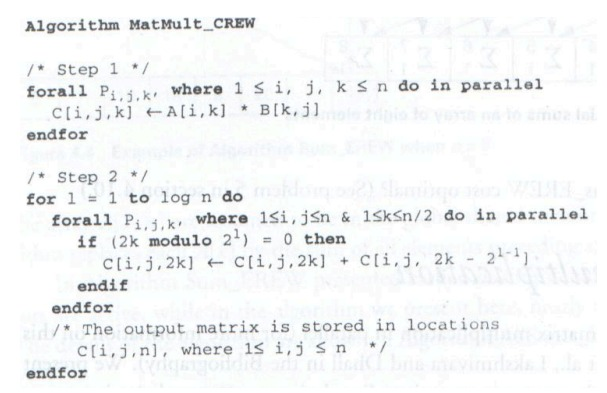 Algorithm MatMult_CREW
/* Step 1 */
forall P_{i,j,k}, where 1 ≤ i, j, k ≤ n do in parallel
C[i,j,k] ← A[i,k] * B[k,j]
endfor
/* Step 2 */
for l = 1 to log n do
forall P_{i,j,k}, where 1≤i,j≤n & 1≤k≤n/2 do in parallel
if (2k modulo 2^l) = 0 then
C[i,j,2k] ← C[i,j,2k] + C[i,j, 2k - 2^{l-1}]
endif
endfor
/* The output matrix is stored in locations
C[i,j,n], where 1≤ i,j ≤ n */
endfor